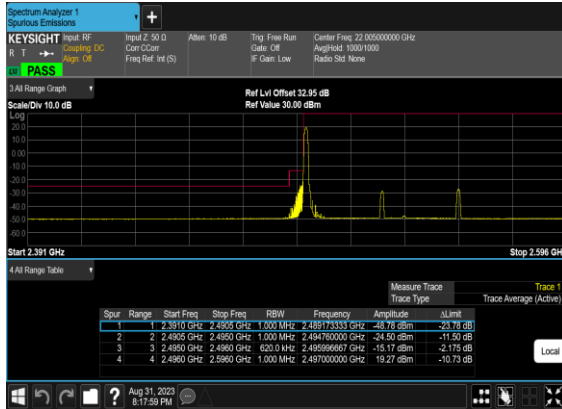 Spectrum Analyzer 1
Spurious Emissions
+
KEYSIGHT Input: RF Input Z: 50 Ω Atten: 10 dB Trig: Free Run Center Freq: 22.005000000 GHz
R T Coupling: DC Corr CCorr Gate: Off Avg|Hold: 1000/1000
Align: Off Freq Ref: Int (S) IF Gain: Low Radio Std: None
PASS
3 All Range Graph
Ref Lvl Offset 32.95 dB
Scale/Div 10.0 dB Ref Value 30.00 dBm
Log
20.0
10.0
0.00
-10.0
-20.0
-30.0
-40.0
-50.0
-60.0
Start 2.391 GHz Stop 2.596 GH
4 All Range Table
Measure Trace Trace 1
Trace Type Trace Average (Active)
Spur Range Start Freq Stop Freq RBW Frequency Amplitude ΔLimit
1 1 2.3910 GHz 2.4905 GHz 1.000 MHz 2.489173333 GHz -48.78 dBm -23.78 dB
2 2 2.4905 GHz 2.4950 GHz 1.000 MHz 2.494760000 GHz -24.50 dBm -11.50 dB
3 3 2.4950 GHz 2.4960 GHz 620.0 kHz 2.495996667 GHz -15.17 dBm -2.175 dB
4 4 2.4960 GHz 2.5960 GHz 1.000 MHz 2.497000000 GHz 19.27 dBm -10.73 dB
Local
? Aug 31, 2023
8:17:59 PM